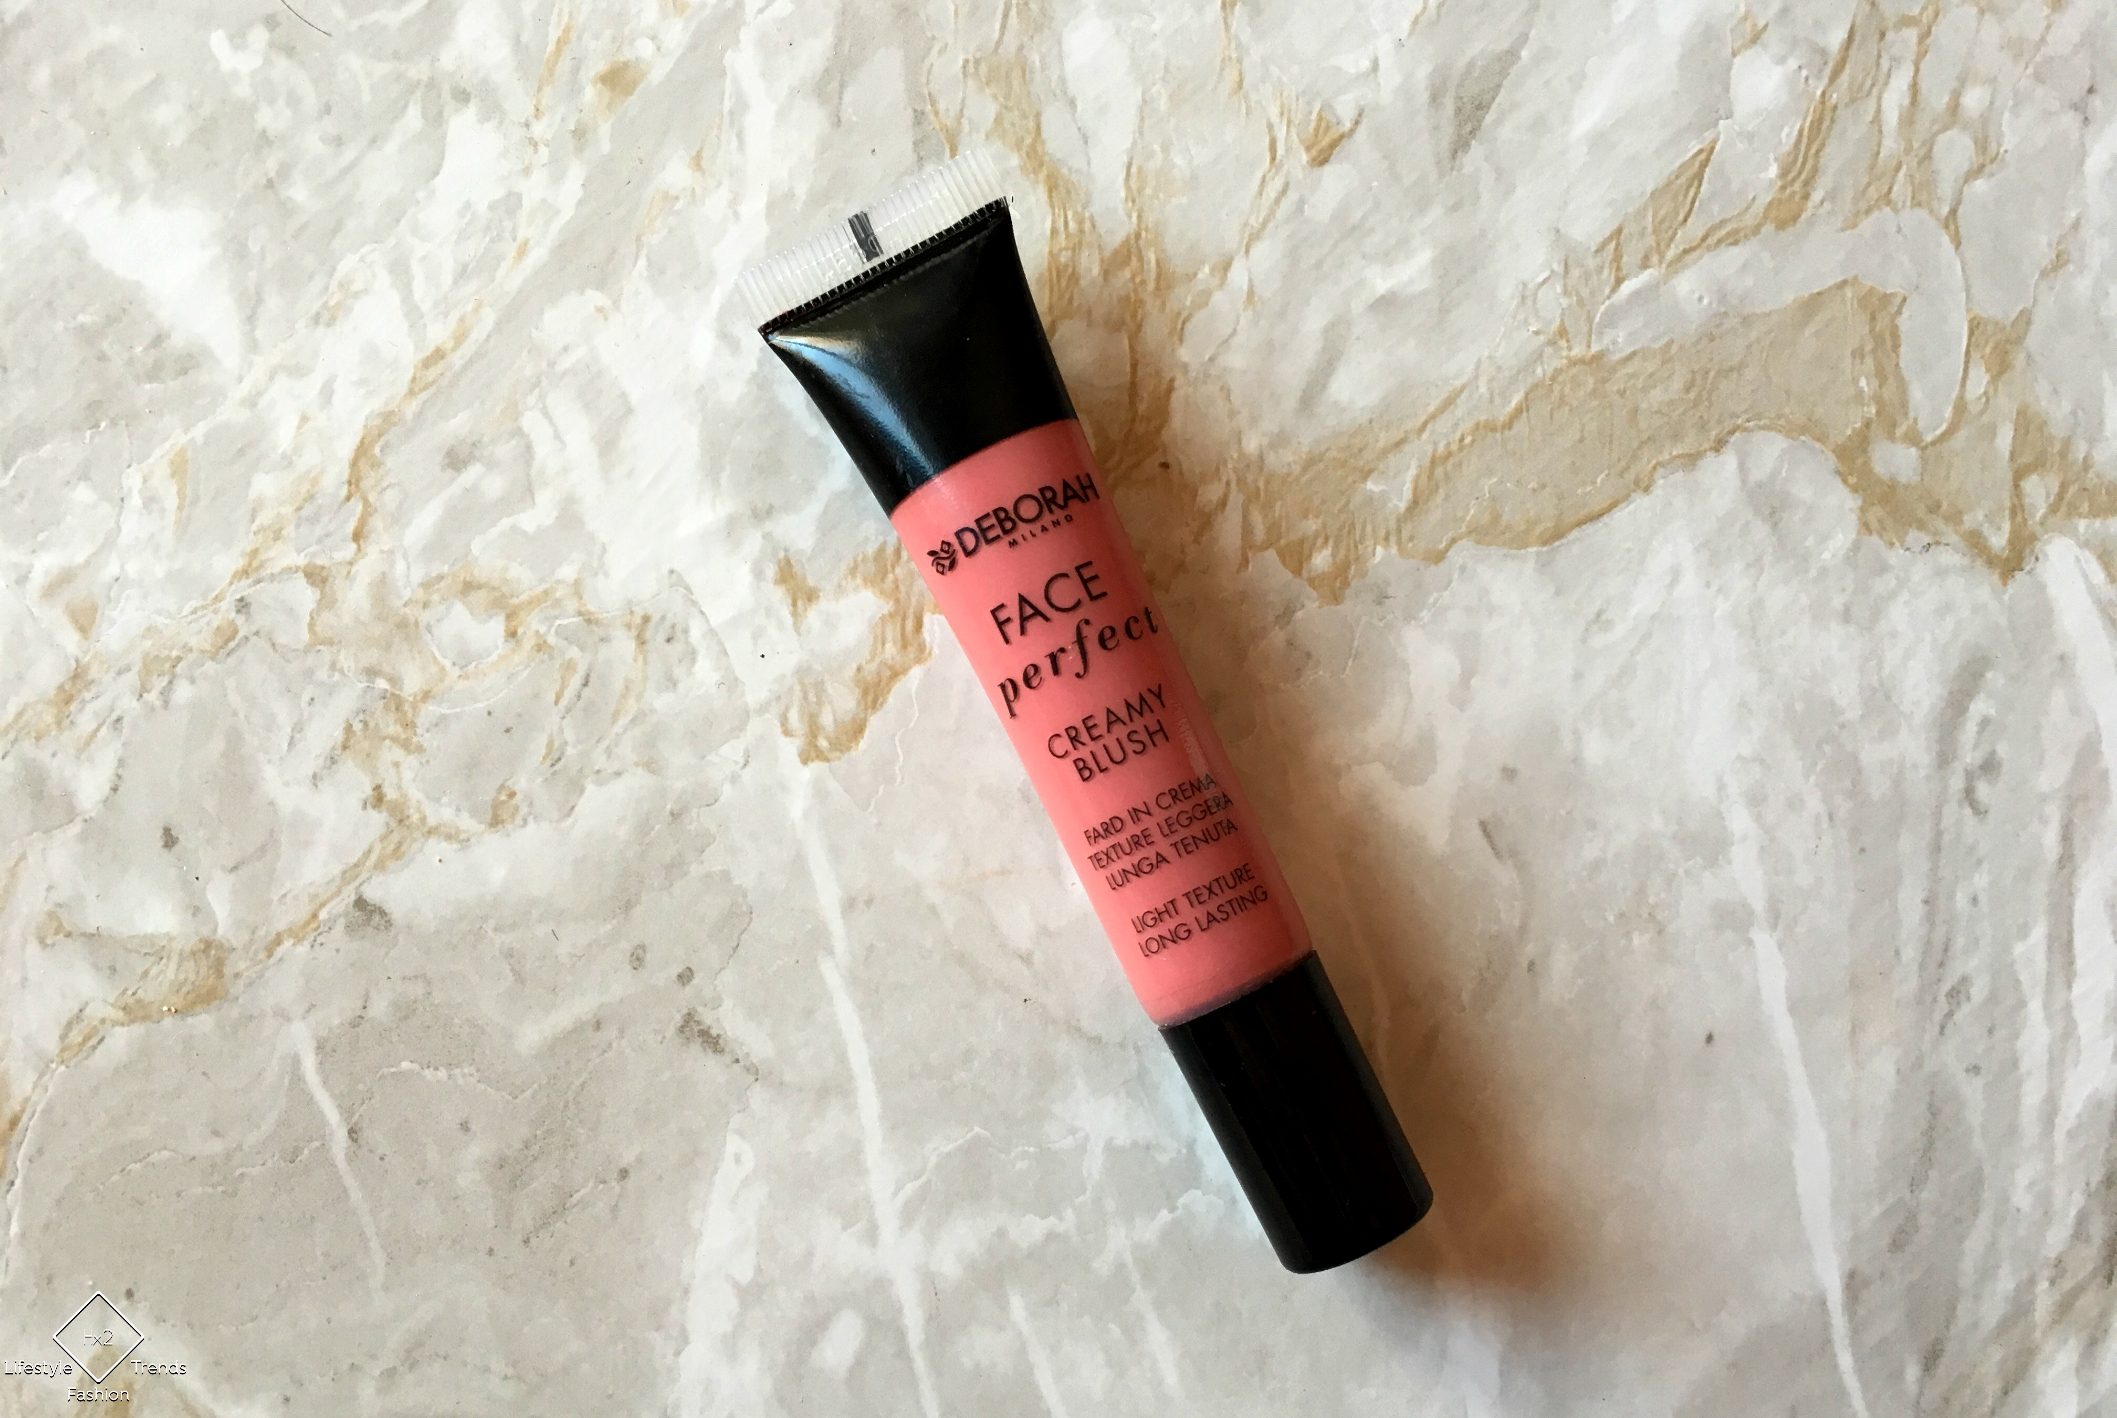 DEBORAH
MILANO
FACE
perfect
CREAMY
BLUSH
FARD IN CREMA
TEXTURE LEGGERA
LUNGA TENUTA
LIGHT TEXTURE
LONG LASTING
Fx2
Lifestyle Trends
Fashion